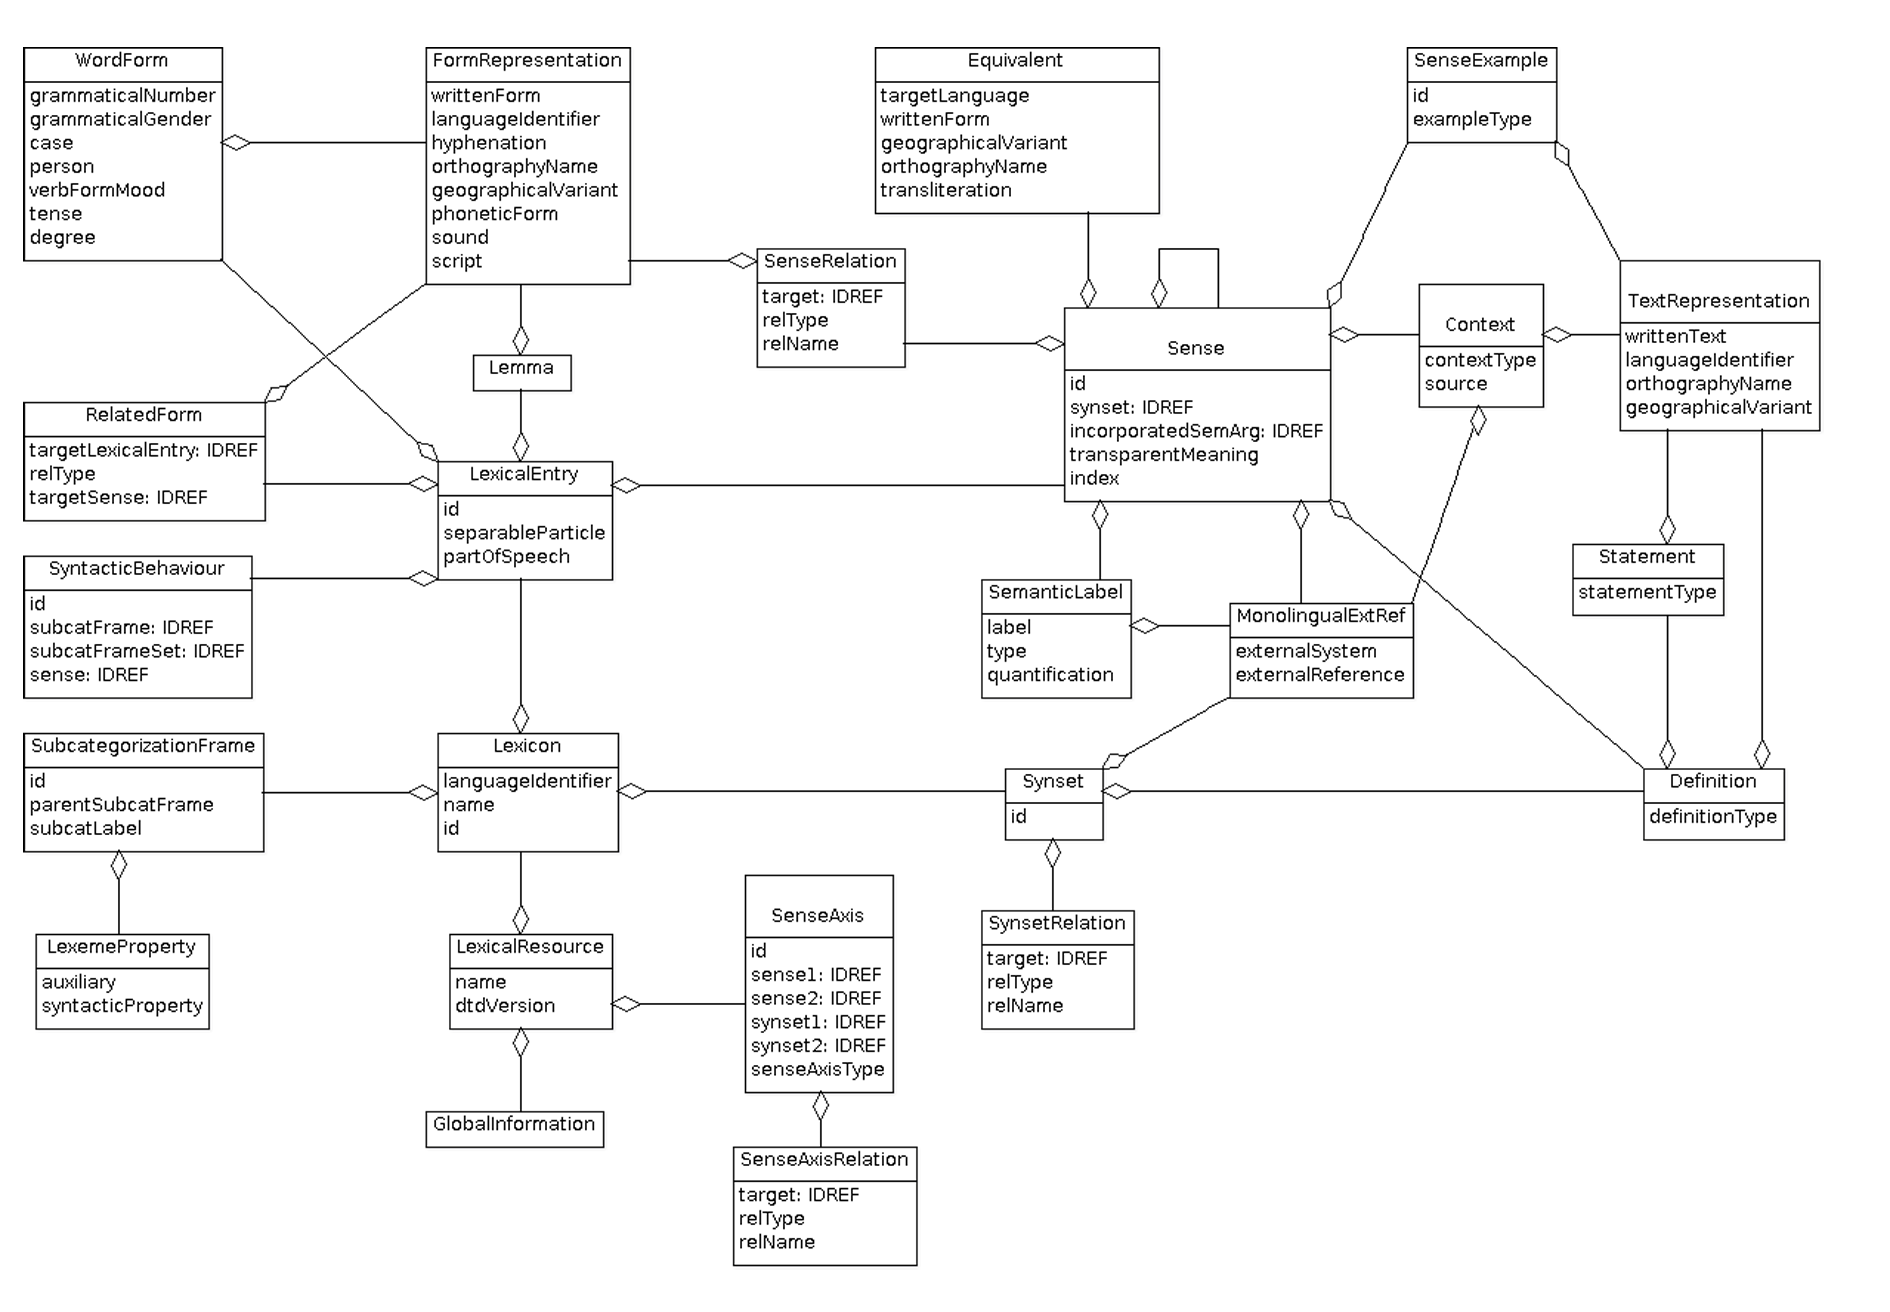 WordForm
grammaticalNumber
grammaticalGender
case
person
verbFormMood
tense
degree
FormRepresentation
writtenForm
languageIdentifier
hyphenation
orthographyName
geographicalVariant
phoneticForm
sound
script
Equivalent
targetLanguage
writtenForm
geographicalVariant
orthographyName
transliteration
SenseExample
id
exampleType
SenseRelation
target: IDREF
relType
relName
Sense
id
synset: IDREF
incorporatedSemArg: IDREF
transparentMeaning
index
Context
contextType
source
TextRepresentation
writtenText
languageIdentifier
orthographyName
geographicalVariant
Lemma
RelatedForm
targetLexicalEntry: IDREF
relType
targetSense: IDREF
LexicalEntry
id
separableParticle
partOfSpeech
SyntacticBehaviour
id
subcatFrame: IDREF
subcatFrameSet: IDREF
sense: IDREF
SemanticLabel
label
type
quantification
MonolingualExtRef
externalSystem
externalReference
Statement
statementType
SubcategorizationFrame
id
parentSubcatFrame
subcatLabel
Lexicon
languageIdentifier
name
id
Synset
id
Definition
definitionType
LexemeProperty
auxiliary
syntacticProperty
LexicalResource
name
dtdVersion
SenseAxis
id
sense1: IDREF
sense2: IDREF
synset1: IDREF
synset2: IDREF
senseAxisType
SynsetRelation
target: IDREF
relType
relName
GlobalInformation
SenseAxisRelation
target: IDREF
relType
relName